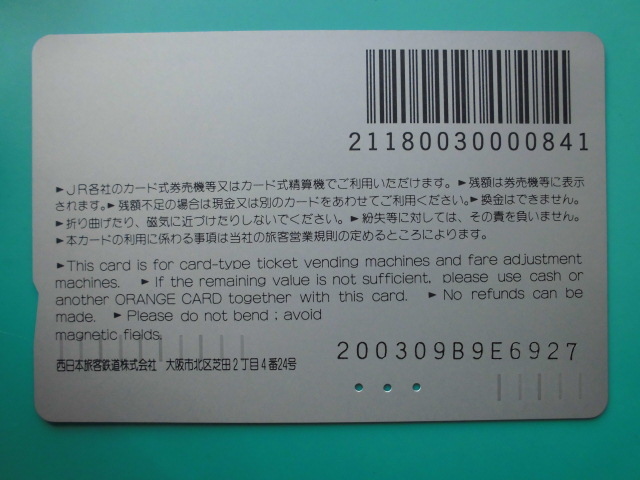 21180030000841
►JR各社のカード式券売機等又はカード式精算機でご利用いただけます。►残額は券売機等に表示
されます。►残額不足の場合は現金又は別のカードをあわせてご利用ください。►換金はできません。
►折り曲げたり、磁気に近づけたりしないでください。►紛失等に対しては、その責を負いません。
►本カードの利用に係わる事項は当社の旅客営業規則の定めるところによります。
►This card is for card-type ticket vending machines and fare adjustment
machines. ►If the remaining value is not sufficient, please use cash or
another ORANGE CARD together with this card. ►No refunds can be
made. ►Please do not bend ; avoid
magnetic fields.
西日本旅客鉄道株式会社 大阪市北区芝田2丁目4番24号
200309B9E6927